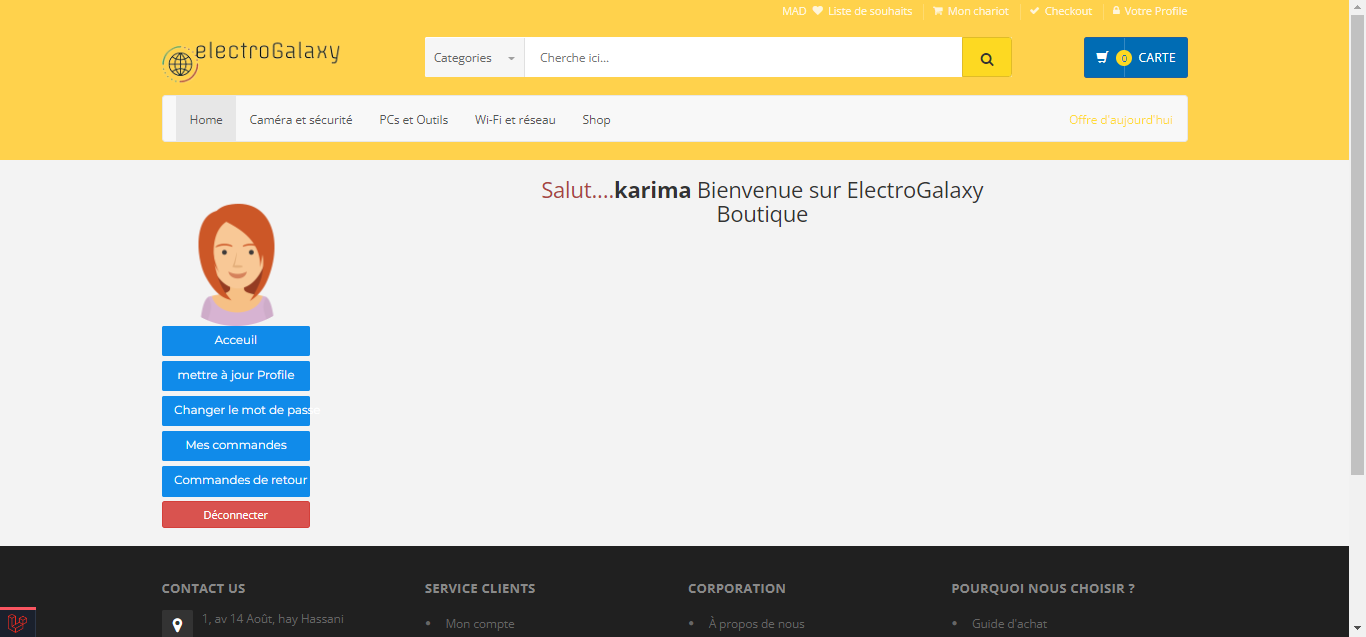 MAD Liste de souhaits Mon chariot Checkout Votre Profile
electroGalaxy
Categories Cherche ici... 0 CARTE
Home Caméra et sécurité PCs et Outils Wi-Fi et réseau Shop Offre d'aujourd'hui
Salut....karima Bienvenue sur ElectroGalaxy
Boutique
Acceuil
mettre à jour Profile
Changer le mot de passe
Mes commandes
Commandes de retour
Déconnecter
CONTACT US SERVICE CLIENTS CORPORATION POURQUOI NOUS CHOISIR ?
1, av 14 Août, hay Hassani Mon compte À propos de nous Guide d'achat